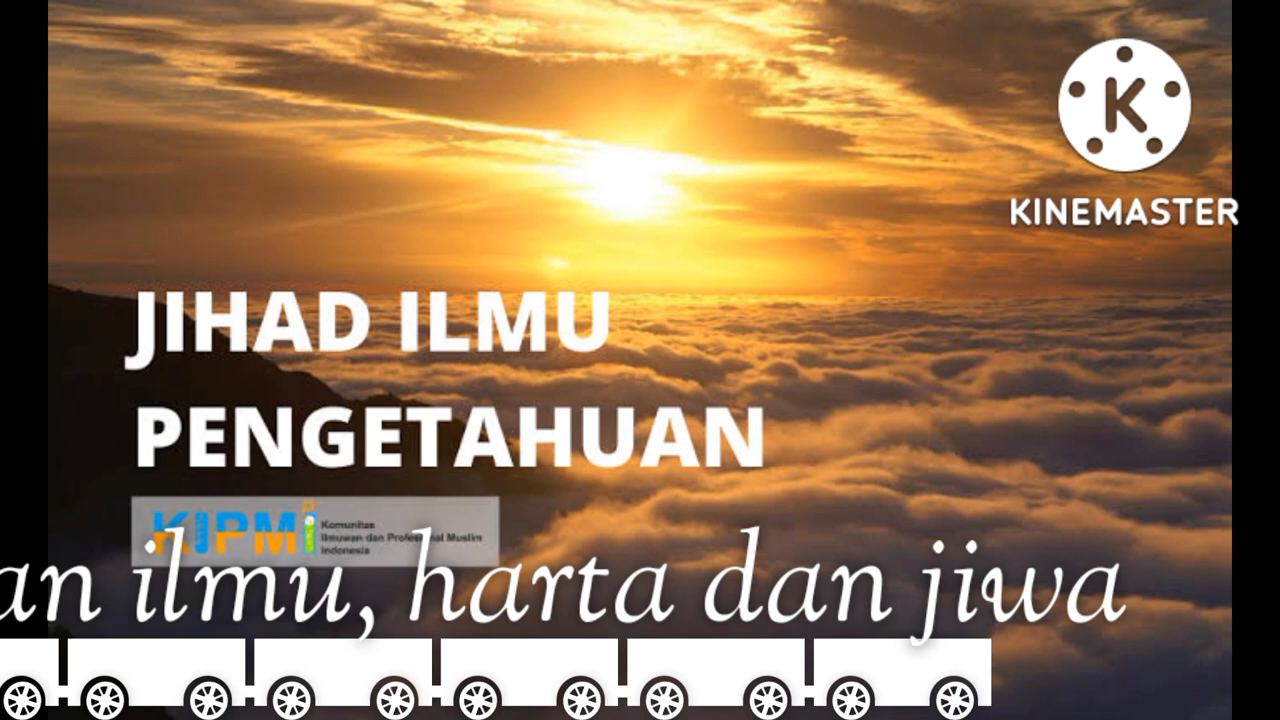 K
KINEMASTER
JIHAD ILMU
PENGETAHUAN
KIPMI
Komunitas
Ilmuwan dan Profesional Muslim
Indonesia
an ilmu, harta dan jiwa